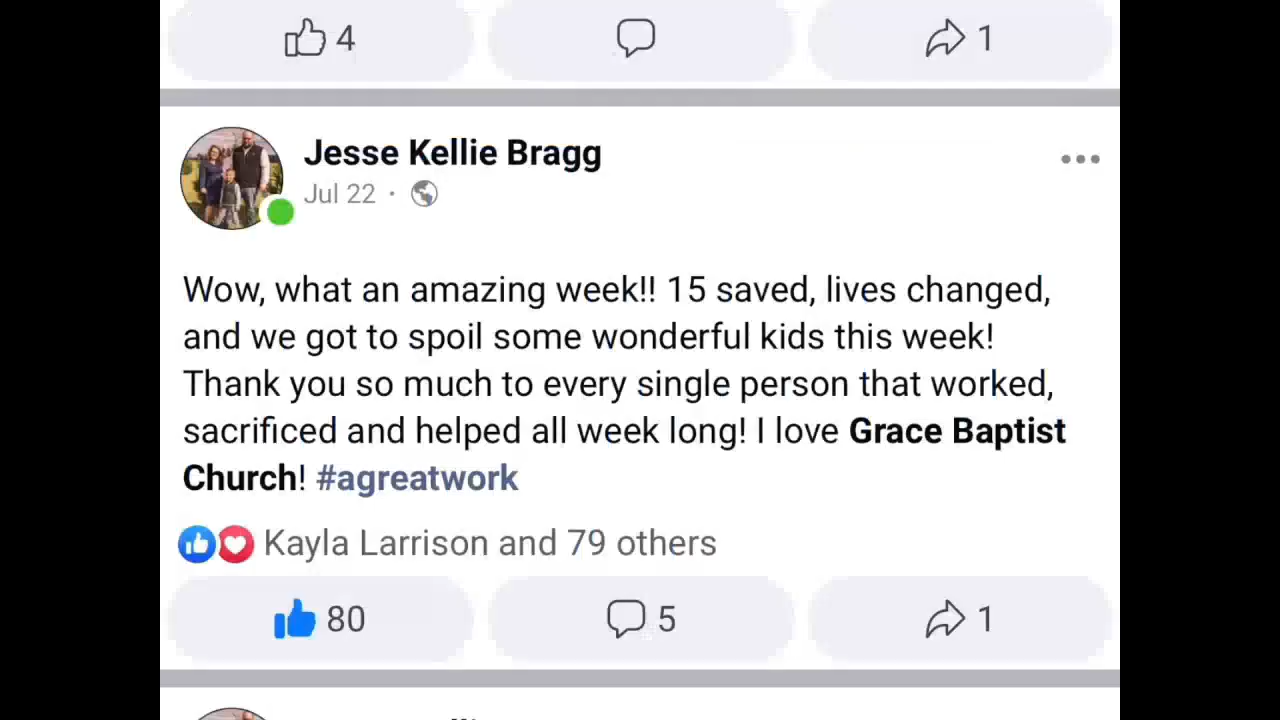 4
1
Jesse Kellie Bragg
Jul 22 ·
Wow, what an amazing week!! 15 saved, lives changed,
and we got to spoil some wonderful kids this week!
Thank you so much to every single person that worked,
sacrificed and helped all week long! I love Grace Baptist
Church! #agreatwork
Kayla Larrison and 79 others
80
5
1